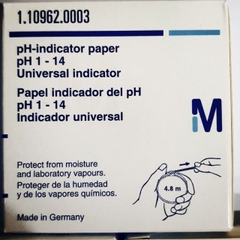 1.10962.0003
pH-indicator paper
pH 1 - 14
Universal indicator
Papel indicador del pH
pH 1 - 14
Indicador universal
M
Protect from moisture
and laboratory vapours.
Proteger de la humedad
y de los vapores químicos.
4.8 m
Made in Germany